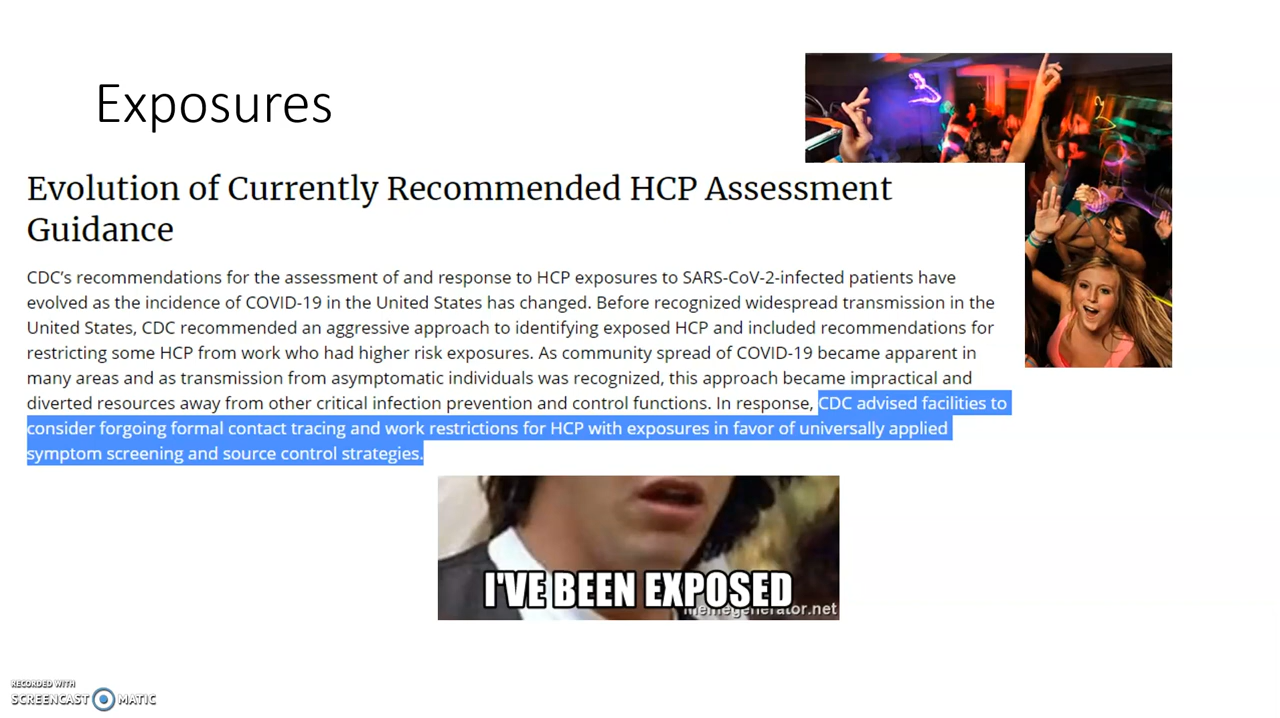 Exposures
Evolution of Currently Recommended HCP Assessment
Guidance
CDC’s recommendations for the assessment of and response to HCP exposures to SARS-CoV-2-infected patients have
evolved as the incidence of COVID-19 in the United States has changed. Before recognized widespread transmission in the
United States, CDC recommended an aggressive approach to identifying exposed HCP and included recommendations for
restricting some HCP from work who had higher risk exposures. As community spread of COVID-19 became apparent in
many areas and as transmission from asymptomatic individuals was recognized, this approach became impractical and
diverted resources away from other critical infection prevention and control functions. In response, CDC advised facilities to
consider forgoing formal contact tracing and work restrictions for HCP with exposures in favor of universally applied
symptom screening and source control strategies.
I'VE BEEN EXPOSED
memegenerator.net
RECORDED WITH
SCREENCAST MATIC